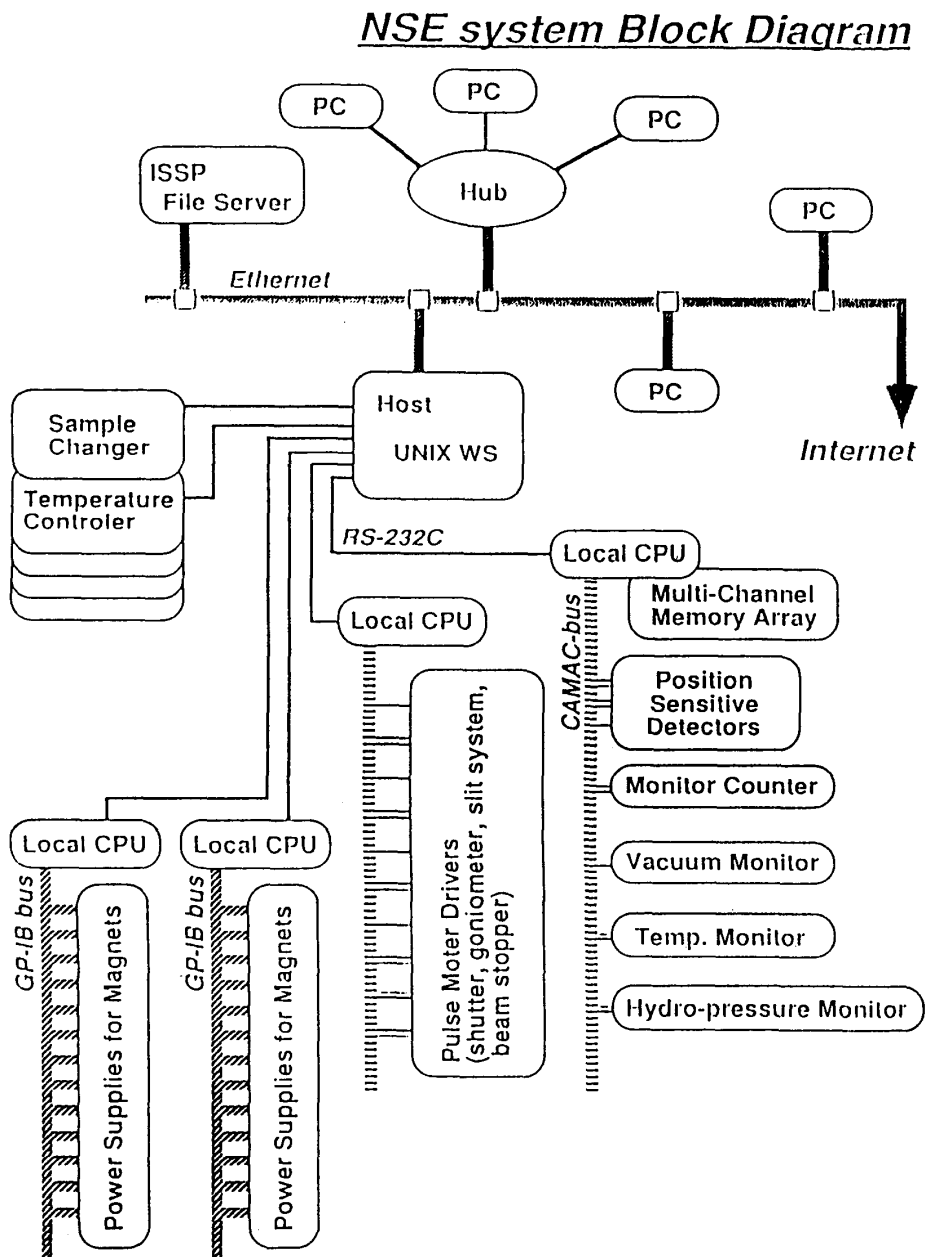 NSE system Block Diagram
PC
PC
PC
ISSP
File Server
Hub
PC
Ethernet
PC
Internet
Host
UNIX WS
Sample
Changer
Temperature
Controler
RS-232C
Local CPU
Multi-Channel
Memory Array
Local CPU
CAMAC-bus
Position
Sensitive
Detectors
Pulse Moter Drivers
(shutter, goniometer, slit system,
beam stopper)
Monitor Counter
Local CPU
Local CPU
Vacuum Monitor
GP-IB bus
Power Supplies for Magnets
GP-IB bus
Power Supplies for Magnets
Temp. Monitor
Hydro-pressure Monitor